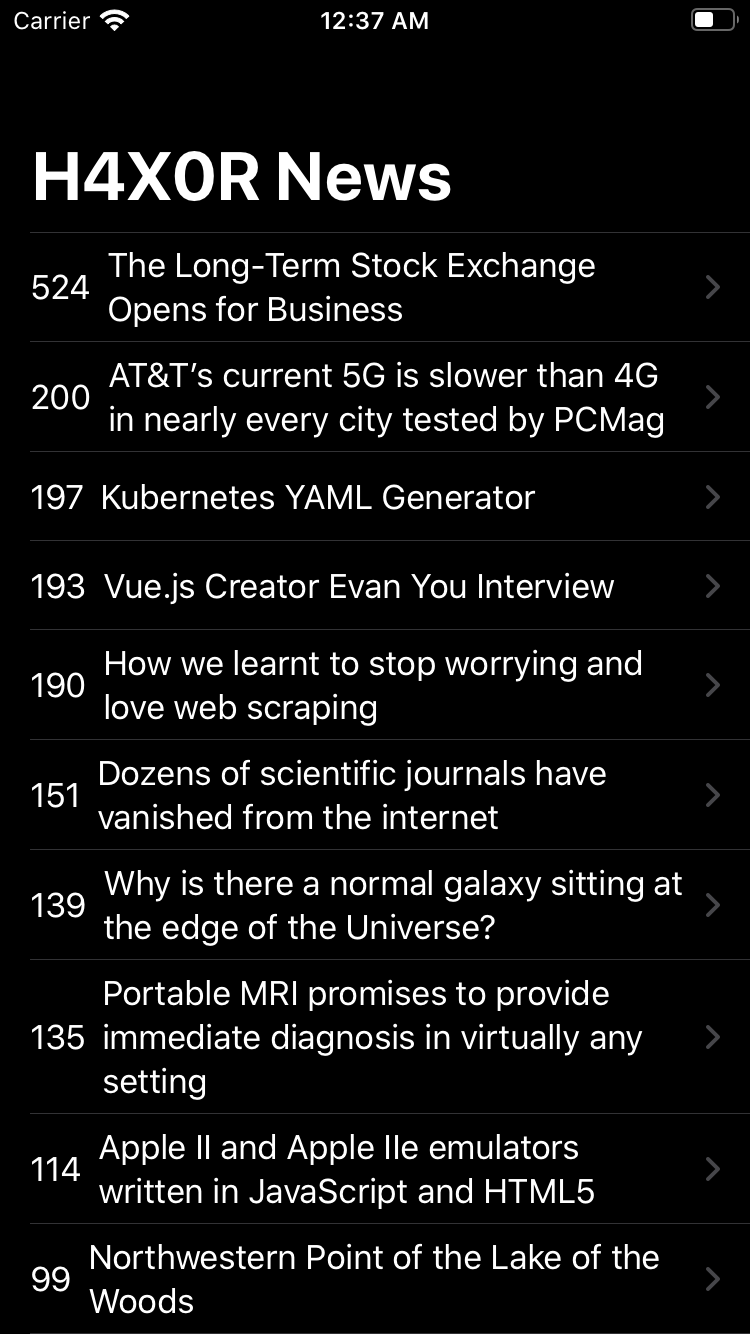 Carrier 12:37 AM
H4X0R News
524 The Long-Term Stock Exchange
Opens for Business
200 AT&T’s current 5G is slower than 4G
in nearly every city tested by PCMag
197 Kubernetes YAML Generator
193 Vue.js Creator Evan You Interview
190 How we learnt to stop worrying and
love web scraping
151 Dozens of scientific journals have
vanished from the internet
139 Why is there a normal galaxy sitting at
the edge of the Universe?
135 Portable MRI promises to provide
immediate diagnosis in virtually any
setting
114 Apple II and Apple IIe emulators
written in JavaScript and HTML5
99 Northwestern Point of the Lake of the
Woods